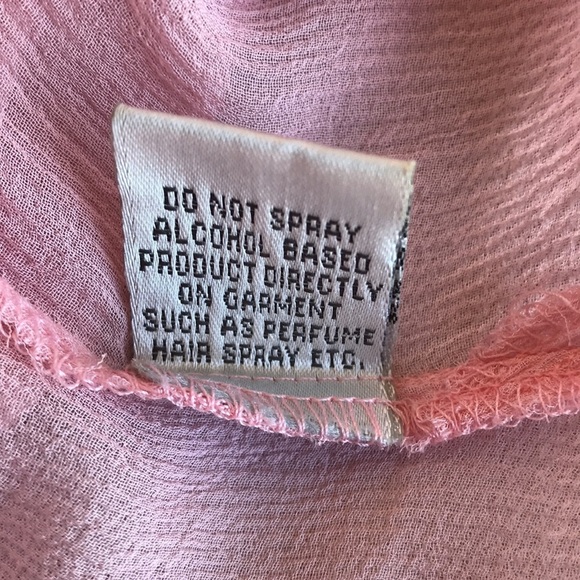 DO NOT SPRAY
ALCOHOL BASED
PRODUCT DIRECTLY
ON GARMENT
SUCH AS PERFUME
HAIR SPRAY ETC.